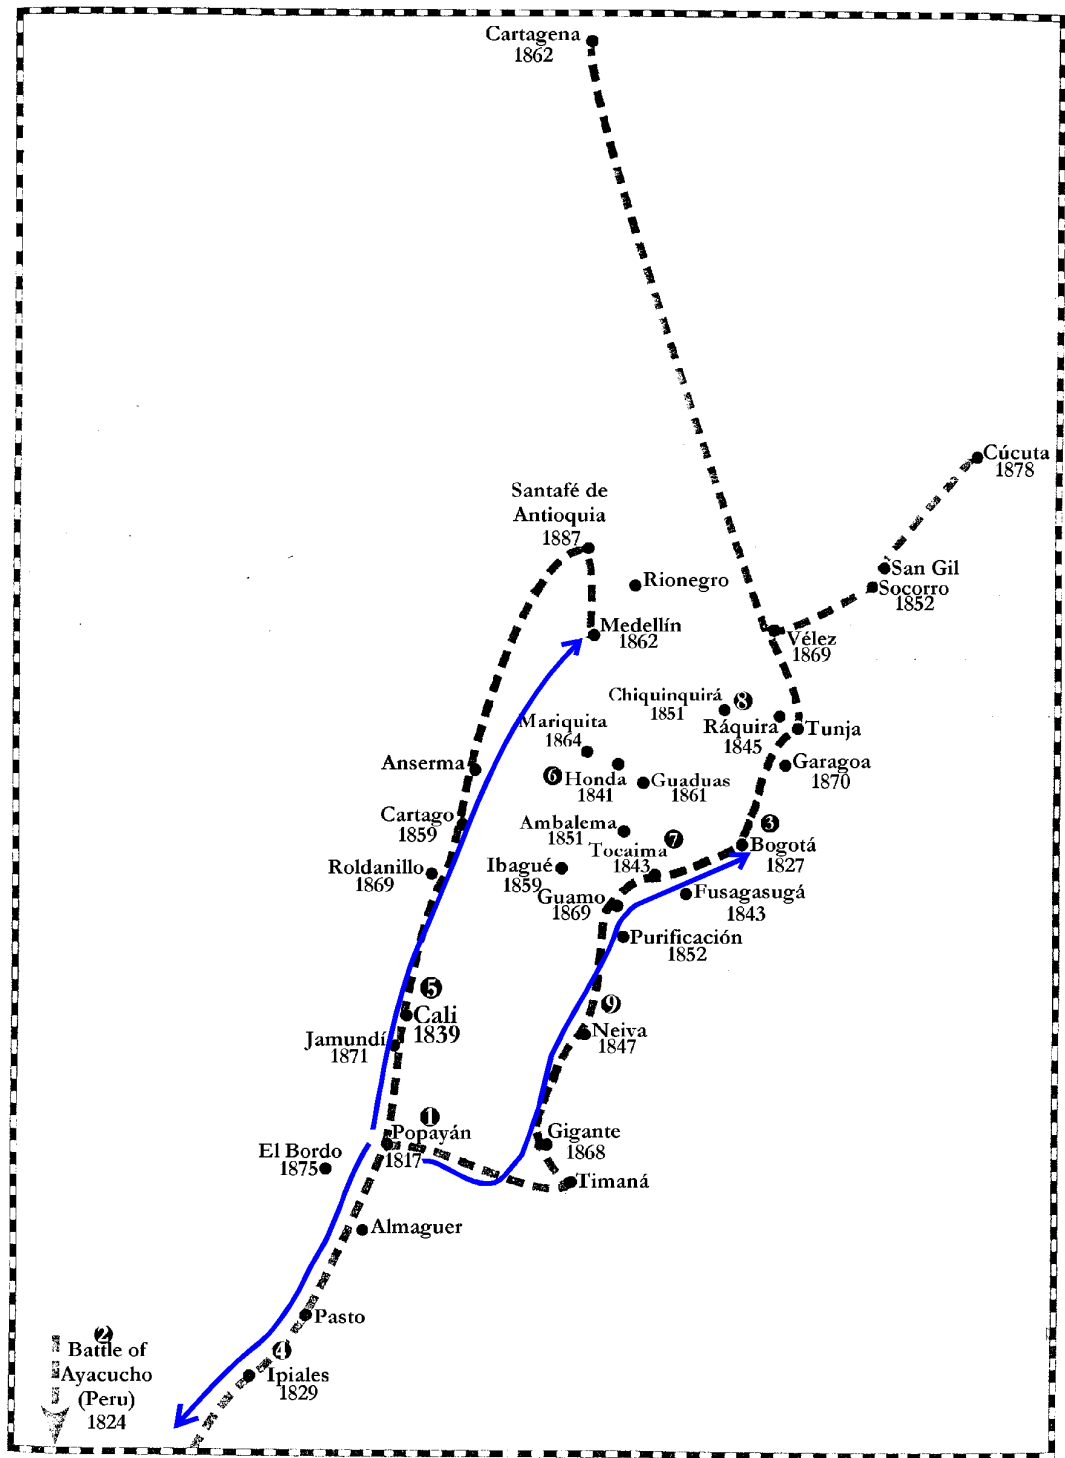 Cartagena
1862
Cúcuta
1878
Santafé de
Antioquia
1887
Rionegro
San Gil
Socorro
1852
Medellín
1862
Vélez
1869
Chiquinquirá
1851
8
Ráquira
1845
Tunja
Mariquita
1864
Anserma
6
Honda
1841
Guaduas
1861
Garagoa
1870
Cartago
1859
Ambalema
1851
7
3
Tocaima
1843
Bogotá
1827
Roldanillo
1869
Ibagué
1859
Guamo
1869
Fusagasugá
1843
Purificación
1852
5
Cali
1839
9
Neiva
1847
Jamundí
1871
1
Popayán
1817
Gigante
1868
El Bordo
1875
Timaná
Almaguer
Pasto
2
Battle of
Ayacucho
(Peru)
1824
4
Ipiales
1829